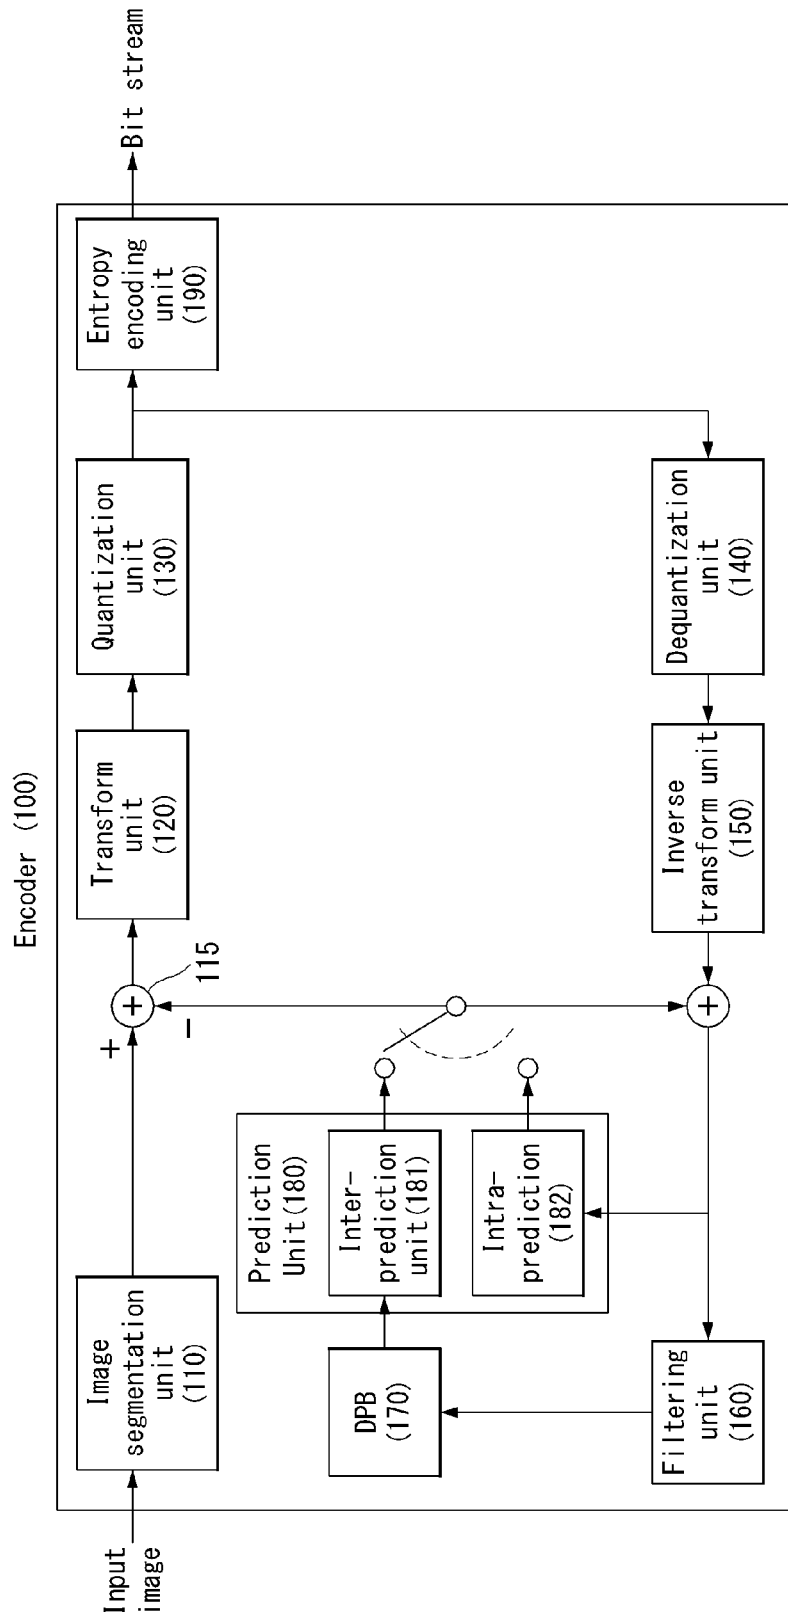 Encoder (100)
Input
image
Image
segmentation
unit
(110)
+
−
+
115
Transform
unit
(120)
Quantization
unit
(130)
Entropy
encoding
unit
(190)
Bit stream
Prediction
Unit(180)
Inter-
prediction
unit(181)
Intra-
prediction
(182)
DPB
(170)
Filtering
unit
(160)
+
Inverse
transform unit
(150)
Dequantization
unit
(140)